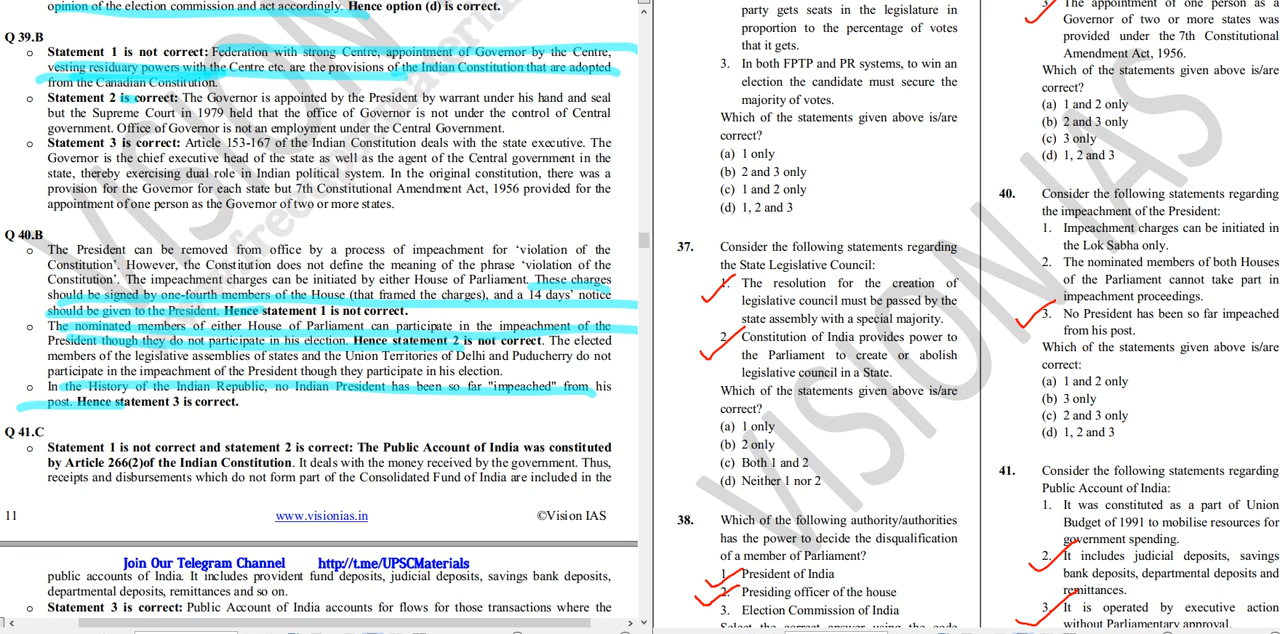 opinion of the election commission and act accordingly. Hence option (d) is correct.
Q 39.B
o Statement 1 is not correct: Federation with strong Centre, appointment of Governor by the Centre,
vesting residuary powers with the Centre etc. are the provisions of the Indian Constitution that are adopted
from the Canadian Constitution.
o Statement 2 is correct: The Governor is appointed by the President by warrant under his hand and seal
but the Supreme Court in 1979 held that the office of Governor is not under the control of Central
government. Office of Governor is not an employment under the Central Government.
o Statement 3 is correct: Article 153-167 of the Indian Constitution deals with the state executive. The
Governor is the chief executive head of the state as well as the agent of the Central government in the
state, thereby exercising dual role in Indian political system. In the original constitution, there was a
provision for the Governor for each state but 7th Constitutional Amendment Act, 1956 provided for the
appointment of one person as the Governor of two or more states.
Q 40.B
o The President can be removed from office by a process of impeachment for ‘violation of the
Constitution’. However, the Constitution does not define the meaning of the phrase ‘violation of the
Constitution’. The impeachment charges can be initiated by either House of Parliament. These charges
should be signed by one-fourth members of the House (that framed the charges), and a 14 days’ notice
should be given to the President. Hence statement 1 is not correct.
o The nominated members of either House of Parliament can participate in the impeachment of the
President though they do not participate in his election. Hence statement 2 is not correct. The elected
members of the legislative assemblies of states and the Union Territories of Delhi and Puducherry do not
participate in the impeachment of the President though they participate in his election.
o In the History of the Indian Republic, no Indian President has been so far "impeached" from his
post. Hence statement 3 is correct.
Q 41.C
o Statement 1 is not correct and statement 2 is correct: The Public Account of India was constituted
by Article 266(2)of the Indian Constitution. It deals with the money received by the government. Thus,
receipts and disbursements which do not form part of the Consolidated Fund of India are included in the
11 www.visionias.in ©Vision IAS
Join Our Telegram Channel http://t.me/UPSCMaterials
public accounts of India. It includes provident fund deposits, judicial deposits, savings bank deposits,
departmental deposits, remittances and so on.
o Statement 3 is correct: Public Account of India accounts for flows for those transactions where the
party gets seats in the legislature in
proportion to the percentage of votes
that it gets.
3. In both FPTP and PR systems, to win an
election the candidate must secure the
majority of votes.
Which of the statements given above is/are
correct?
(a) 1 only
(b) 2 and 3 only
(c) 1 and 2 only
(d) 1, 2 and 3
37. Consider the following statements regarding
the State Legislative Council:
1. The resolution for the creation of
legislative council must be passed by the
state assembly with a special majority.
2. Constitution of India provides power to
the Parliament to create or abolish
legislative council in a State.
Which of the statements given above is/are
correct?
(a) 1 only
(b) 2 only
(c) Both 1 and 2
(d) Neither 1 nor 2
38. Which of the following authority/authorities
has the power to decide the disqualification
of a member of Parliament?
1. President of India
2. Presiding officer of the house
3. Election Commission of India
Select the correct answer using the code
3. The appointment of one person as a
Governor of two or more states was
provided under the 7th Constitutional
Amendment Act, 1956.
Which of the statements given above is/are
correct?
(a) 1 and 2 only
(b) 2 and 3 only
(c) 3 only
(d) 1, 2 and 3
40. Consider the following statements regarding
the impeachment of the President:
1. Impeachment charges can be initiated in
the Lok Sabha only.
2. The nominated members of both Houses
of the Parliament cannot take part in
impeachment proceedings.
3. No President has been so far impeached
from his post.
Which of the statements given above is/are
correct:
(a) 1 and 2 only
(b) 3 only
(c) 2 and 3 only
(d) 1, 2 and 3
41. Consider the following statements regarding
Public Account of India:
1. It was constituted as a part of Union
Budget of 1991 to mobilise resources for
government spending.
2. It includes judicial deposits, savings
bank deposits, departmental deposits and
remittances.
3. It is operated by executive action
without Parliamentary approval.
VISION IAS